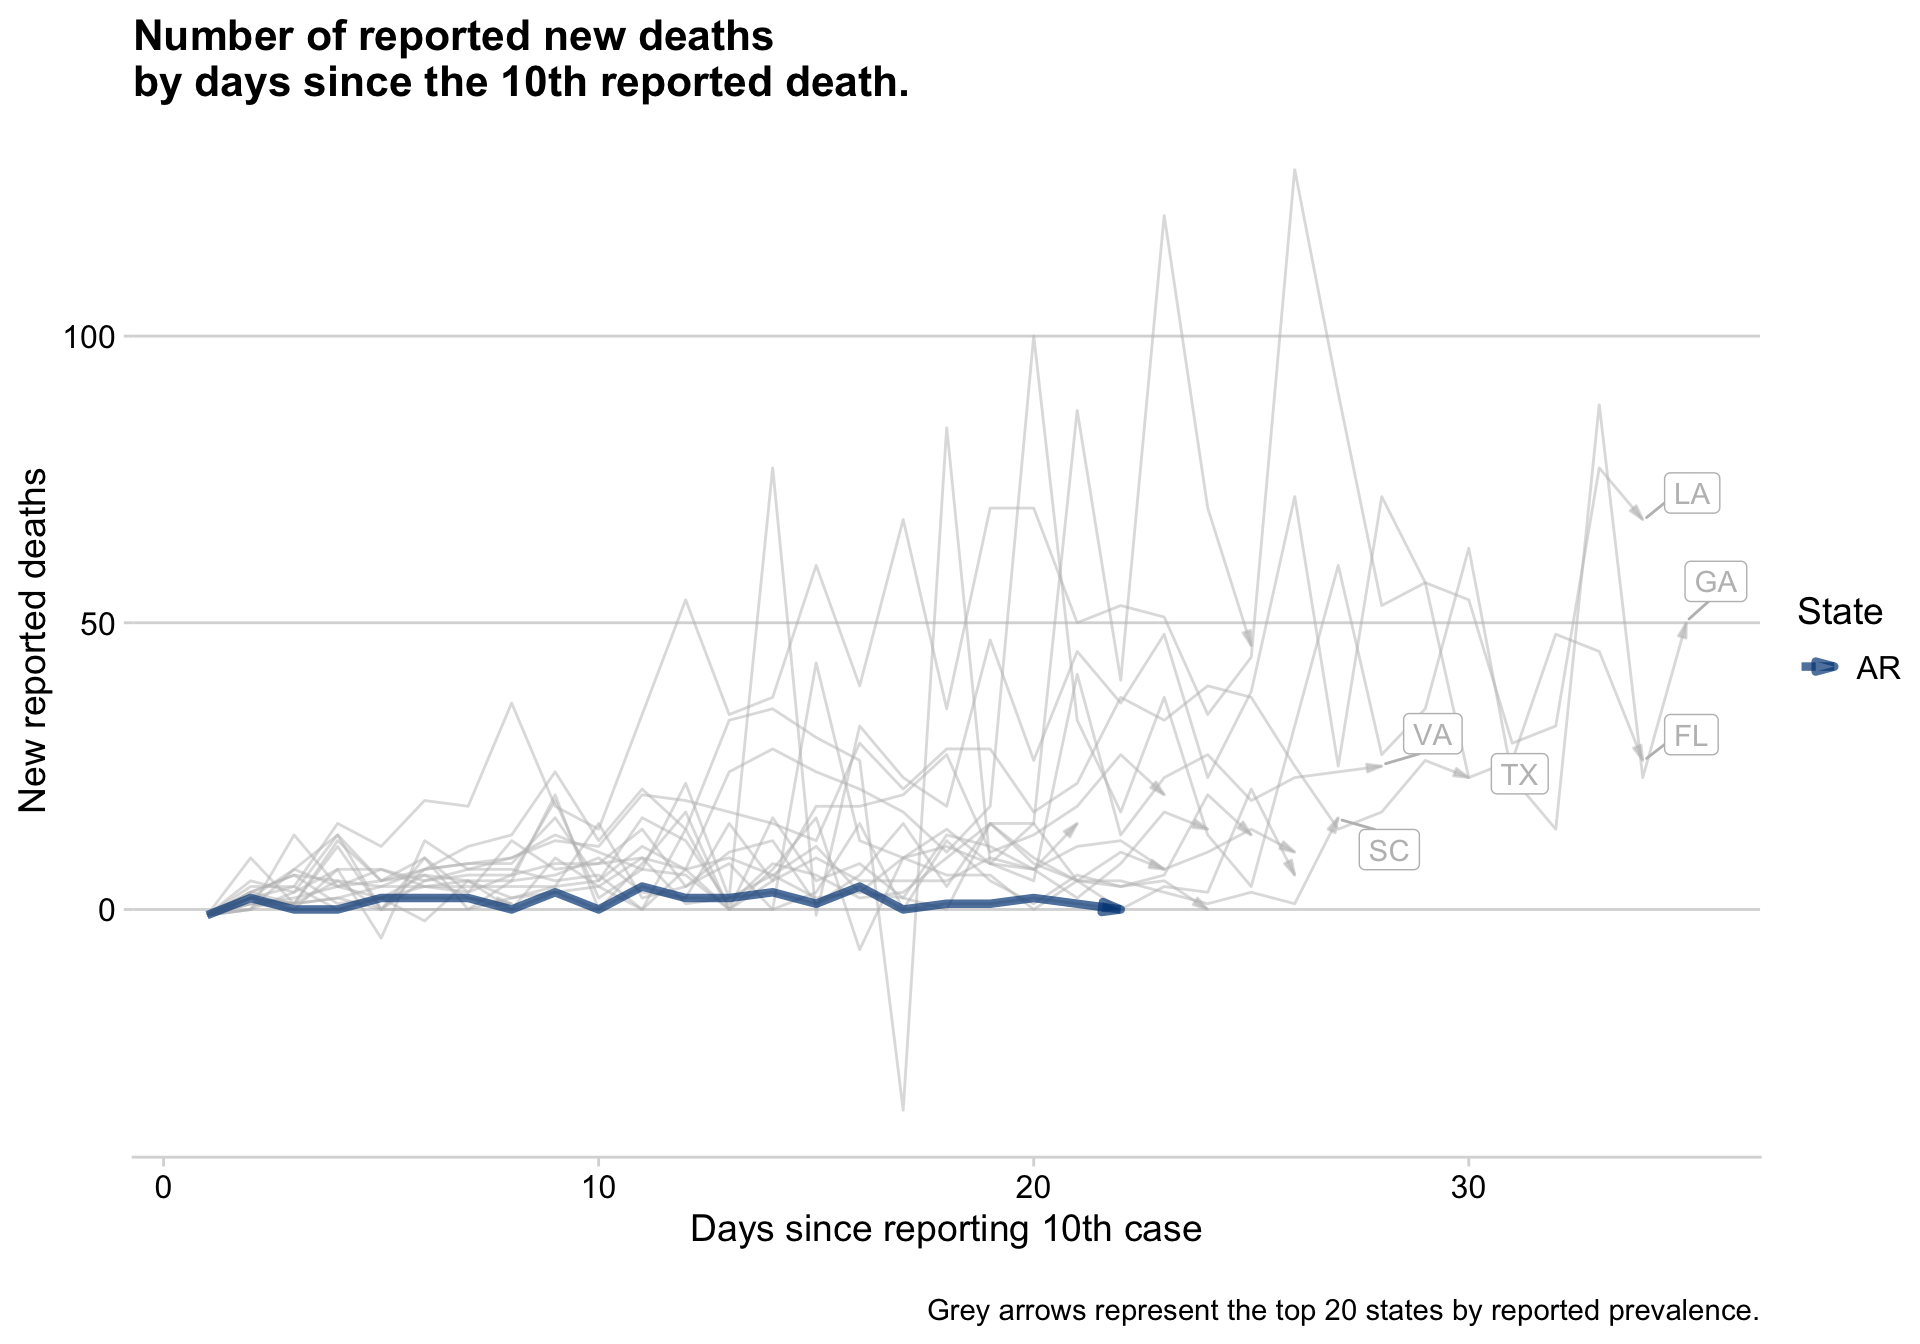 Number of reported new deaths
by days since the 10th reported death.
New reported deaths
100
50
0
LA
GA
VA
FL
TX
SC
State
AR
0 10 20 30
Days since reporting 10th case
Grey arrows represent the top 20 states by reported prevalence.